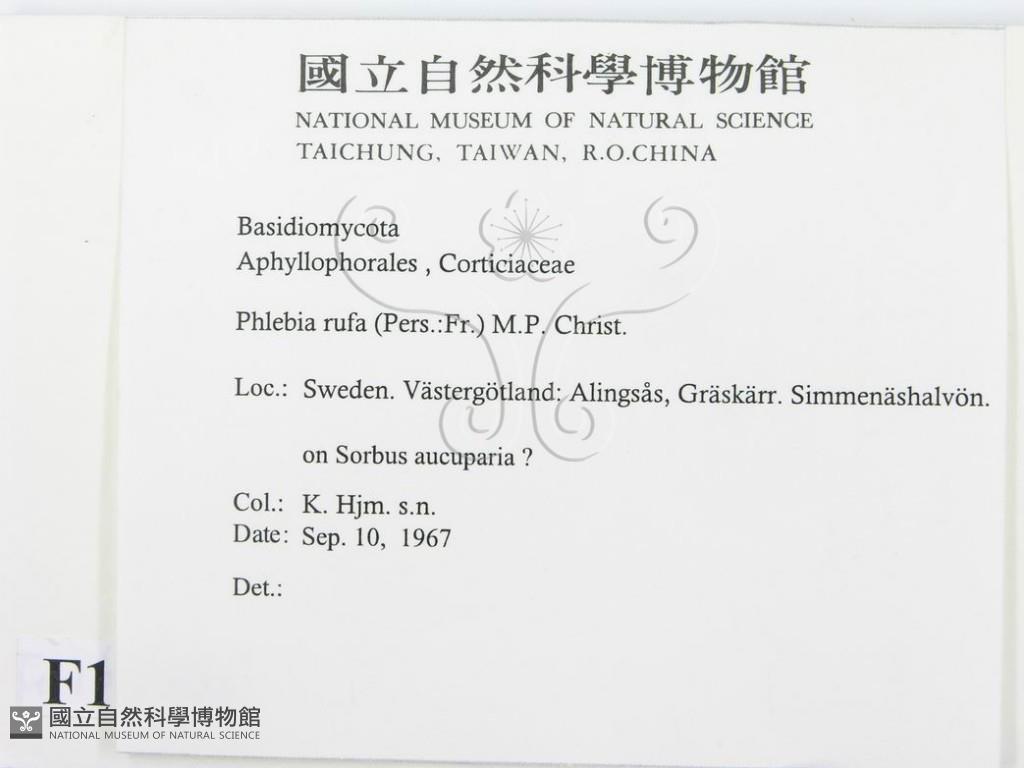 國立自然科學博物館
NATIONAL MUSEUM OF NATURAL SCIENCE
TAICHUNG, TAIWAN, R.O.CHINA
Basidiomycota
Aphyllophorales , Corticiaceae
Phlebia rufa (Pers.:Fr.) M.P. Christ.
Loc.: Sweden. Västergötland: Alingsås, Gräskärr. Simmenäshalvön.
on Sorbus aucuparia ?
Col.: K. Hjm. s.n.
Date: Sep. 10, 1967
Det.:
F1
國立自然科學博物館
NATIONAL MUSEUM OF NATURAL SCIENCE